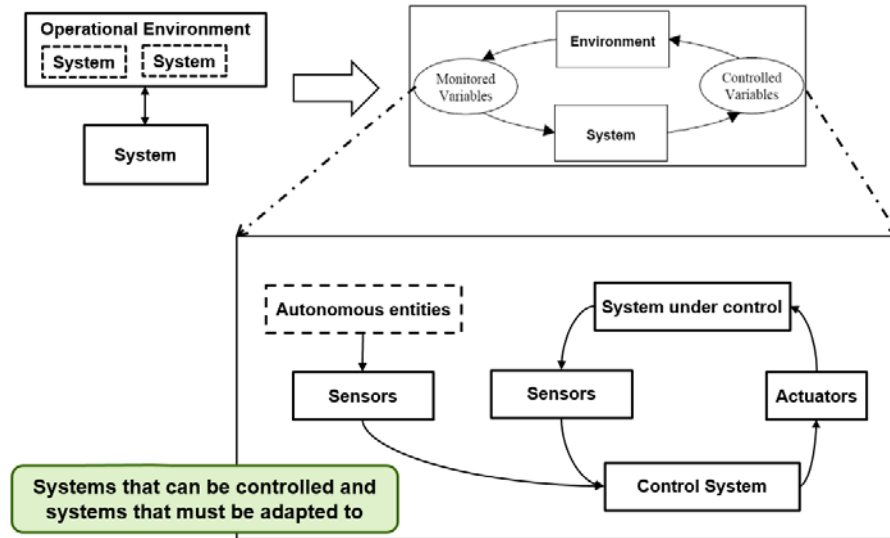 Operational Environment
System
System
System
Environment
Monitored
Variables
Controlled
Variables
System
Autonomous entities
System under control
Sensors
Sensors
Actuators
Control System
Systems that can be controlled and
systems that must be adapted to